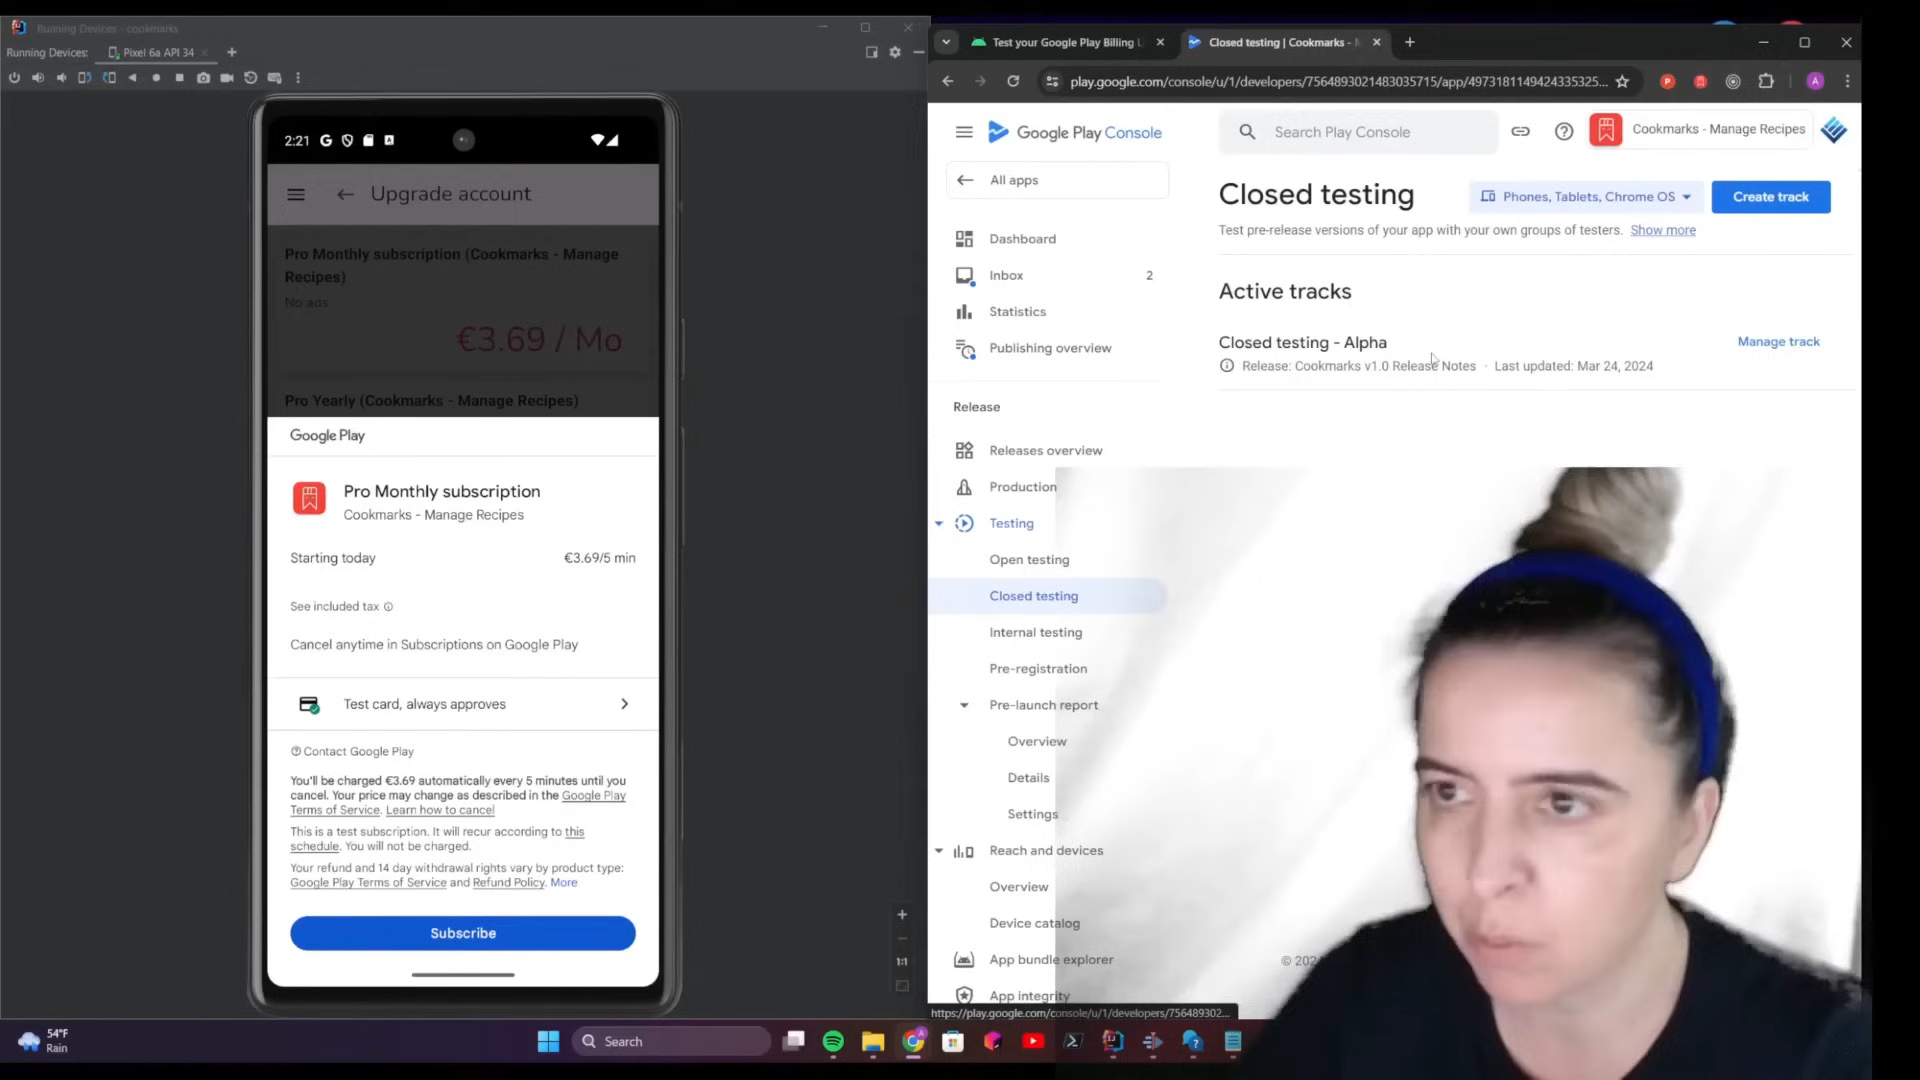 Running Devices - cookmarks
Running Devices:
Pixel 6a API 34
2:21
Upgrade account
Pro Monthly subscription (Cookmarks - Manage
Recipes)
No ads
€3.69 / Mo
Pro Yearly (Cookmarks - Manage Recipes)
Google Play
Pro Monthly subscription
Cookmarks - Manage Recipes
Starting today
€3.69/5 min
See included tax
Cancel anytime in Subscriptions on Google Play
Test card, always approves
Contact Google Play
You'll be charged €3.69 automatically every 5 minutes until you
cancel. Your price may change as described in the Google Play
Terms of Service. Learn how to cancel
This is a test subscription. It will recur according to this
schedule. You will not be charged.
Your refund and 14 day withdrawal rights vary by product type:
Google Play Terms of Service and Refund Policy. More
Subscribe
1:1
Test your Google Play Billing L
Closed testing | Cookmarks - M
play.google.com/console/u/1/developers/7564893021483035715/app/4973181149424335325...
P
A
Google Play Console
Search Play Console
Cookmarks - Manage Recipes
All apps
Dashboard
Inbox
2
Statistics
Publishing overview
Release
Releases overview
Production
Testing
Open testing
Closed testing
Internal testing
Pre-registration
Pre-launch report
Overview
Details
Settings
Reach and devices
Overview
Device catalog
App bundle explorer
App integrity
Closed testing
Phones, Tablets, Chrome OS
Create track
Test pre-release versions of your app with your own groups of testers. Show more
Active tracks
Closed testing - Alpha
Manage track
Release: Cookmarks v1.0 Release Notes · Last updated: Mar 24, 2024
https://play.google.com/console/u/1/developers/756489302...
54°F
Rain
Search